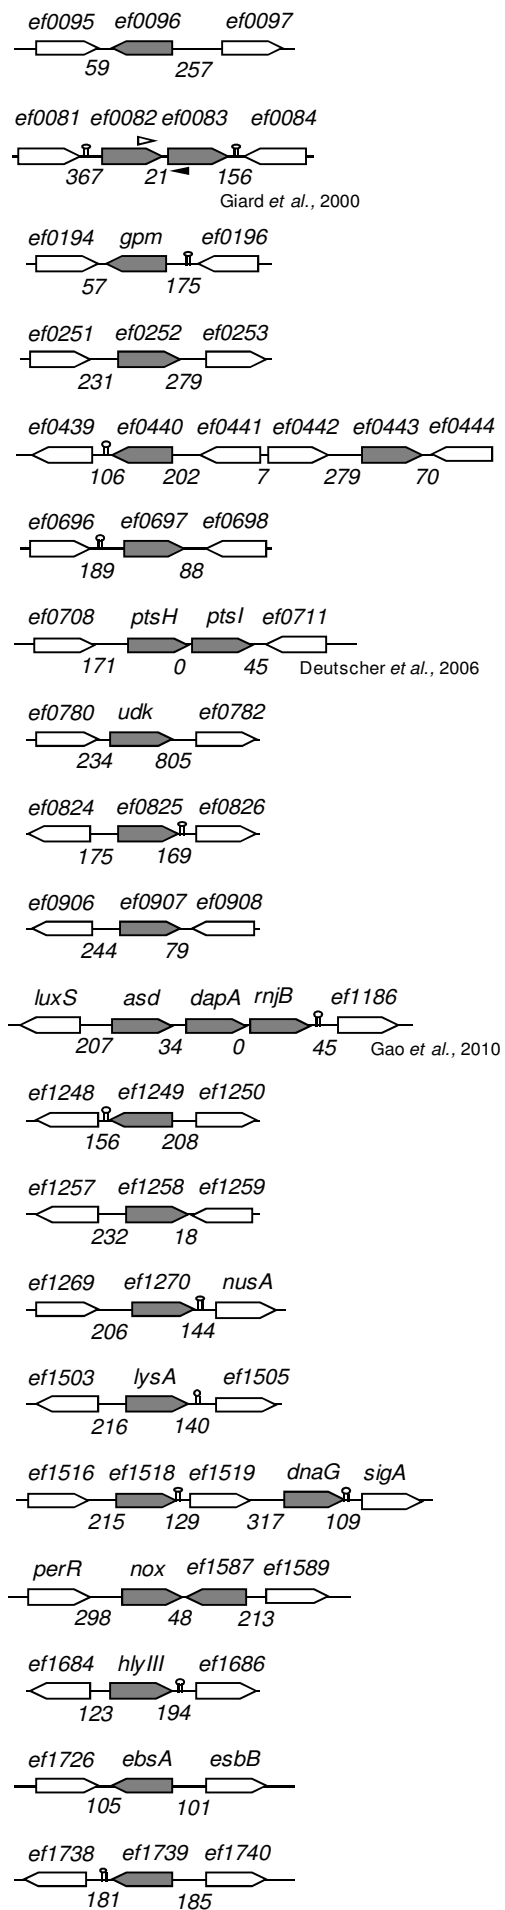 ef0095 ef0096 ef0097
59 257
ef0081 ef0082 ef0083 ef0084
367 21 156
Giard et al., 2000
ef0194 gpm ef0196
57 175
ef0251 ef0252 ef0253
231 279
ef0439 ef0440 ef0441 ef0442 ef0443 ef0444
106 202 7 279 70
ef0696 ef0697 ef0698
189 88
ef0708 ptsH ptsI ef0711
171 0 45 Deutscher et al., 2006
ef0780 udk ef0782
234 805
ef0824 ef0825 ef0826
175 169
ef0906 ef0907 ef0908
244 79
luxS asd dapA rnjB ef1186
207 34 0 45 Gao et al., 2010
ef1248 ef1249 ef1250
156 208
ef1257 ef1258 ef1259
232 18
ef1269 ef1270 nusA
206 144
ef1503 lysA ef1505
216 140
ef1516 ef1518 ef1519 dnaG sigA
215 129 317 109
perR nox ef1587 ef1589
298 48 213
ef1684 hlyIII ef1686
123 194
ef1726 ebsA esbB
105 101
ef1738 ef1739 ef1740
181 185